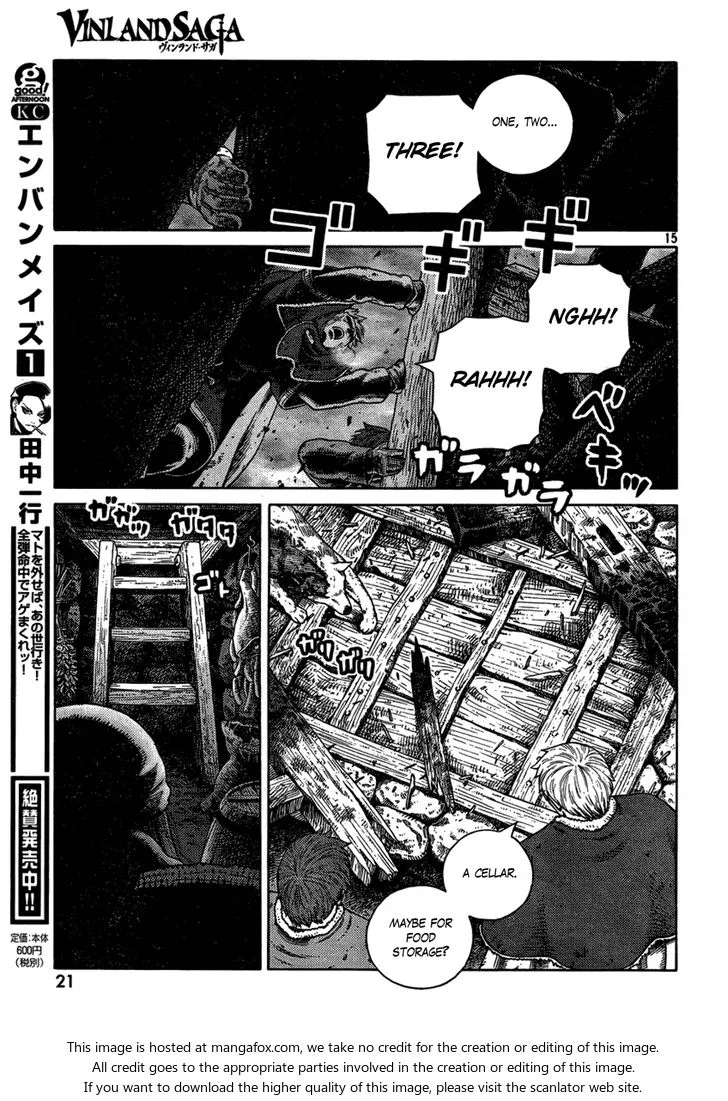 VINLAND SAGA
ヴィンランド・サガ
good!
AFTERNOON
KC
エンバンメイズ1
田中一行
マトを外せば、あの世行き!
全弾命中でアゲまくれッ!
絶賛発売中!!
定価:本体
600円
(税別)
ONE, TWO...
THREE!
15
ゴ
ギ
ギ
NGHH!
RAHHH!
ベキッ
ガラ
ガラ
ガリ
ガリ
A CELLAR.
MAYBE FOR
FOOD
STORAGE?
ガガッ
ガタタ
ゴト
21
This image is hosted at mangafox.com, we take no credit for the creation or editing of this image.
All credit goes to the appropriate parties involved in the creation or editing of this image.
If you want to download the higher quality of this image, please visit the scanlator web site.